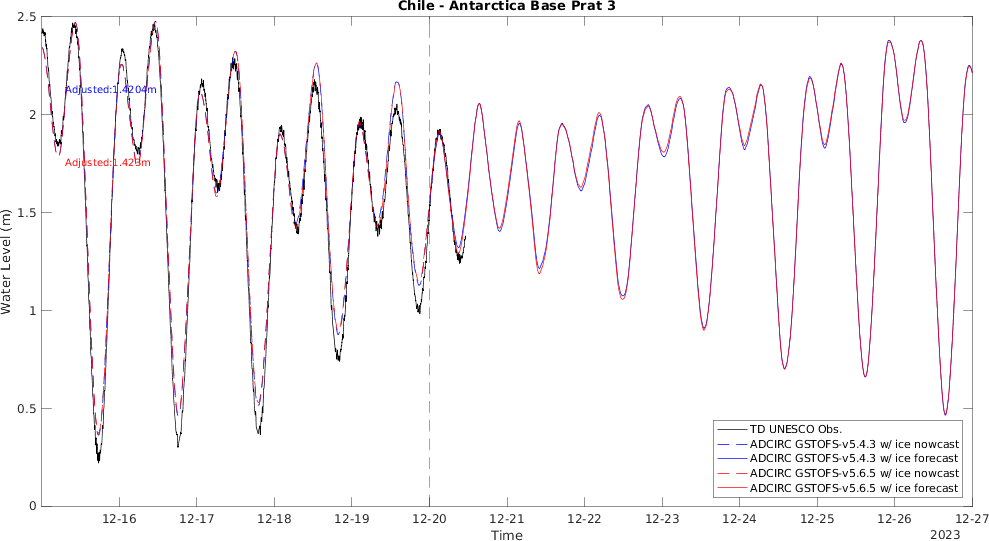 Chile - Antarctica Base Prat 3
2.5
2
1.5
1
0.5
0
Water Level (m)
Adjusted:1.4204m
Adjusted:1.423m
TD UNESCO Obs.
ADCIRC GSTOFS-v5.4.3 w/ ice nowcast
ADCIRC GSTOFS-v5.4.3 w/ ice forecast
ADCIRC GSTOFS-v5.6.5 w/ ice nowcast
ADCIRC GSTOFS-v5.6.5 w/ ice forecast
12-16 12-17 12-18 12-19 12-20 12-21 12-22 12-23 12-24 12-25 12-26 12-27
Time
2023